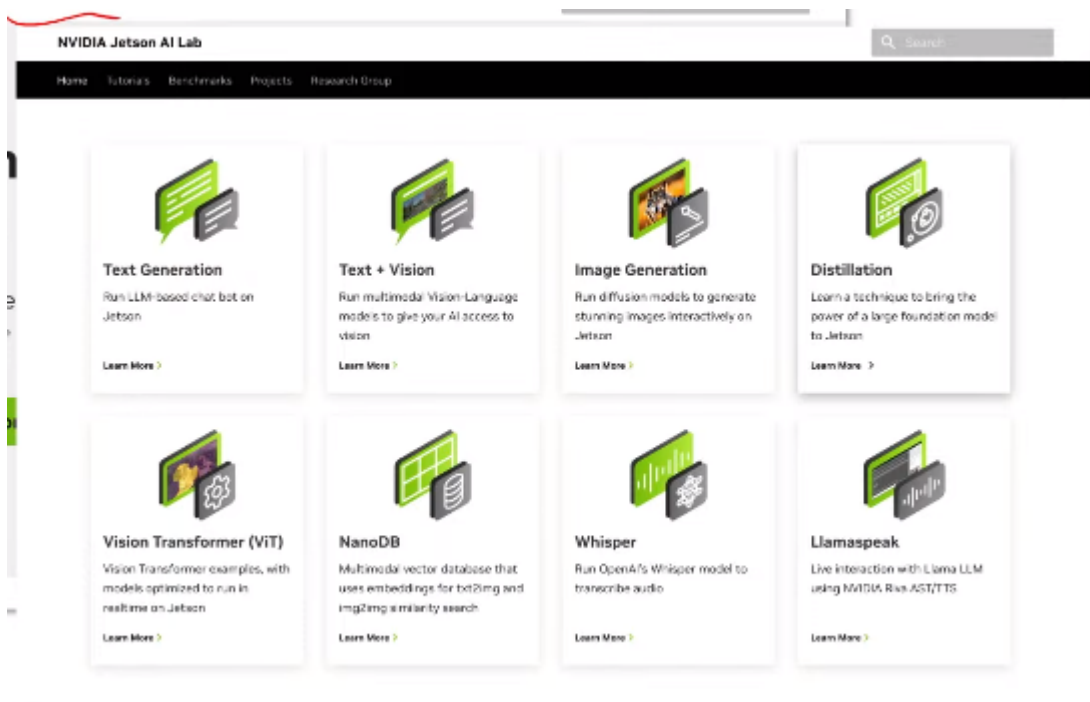 NVIDIA Jetson AI Lab
Search
Home Tutorials Benchmarks Projects Research Group
Text Generation
Run LLM-based chat bot on
Jetson
Learn More
Text + Vision
Run multimodal Vision-Language
models to give your AI access to
vision
Learn More
Image Generation
Run diffusion models to generate
stunning images interactively on
Jetson
Learn More
Distillation
Learn a technique to bring the
power of a large foundation model
to Jetson
Learn More
Vision Transformer (ViT)
Vision Transformer examples, with
models optimized to run in
realtime on Jetson
Learn More
NanoDB
Multimodal vector database that
uses embeddings for txt2img and
img2img similarity search
Learn More
Whisper
Run OpenAI's Whisper model to
transcribe audio
Learn More
Llamaspeak
Live interaction with Llama LLM
using NVIDIA Riva AST/TTS
Learn More